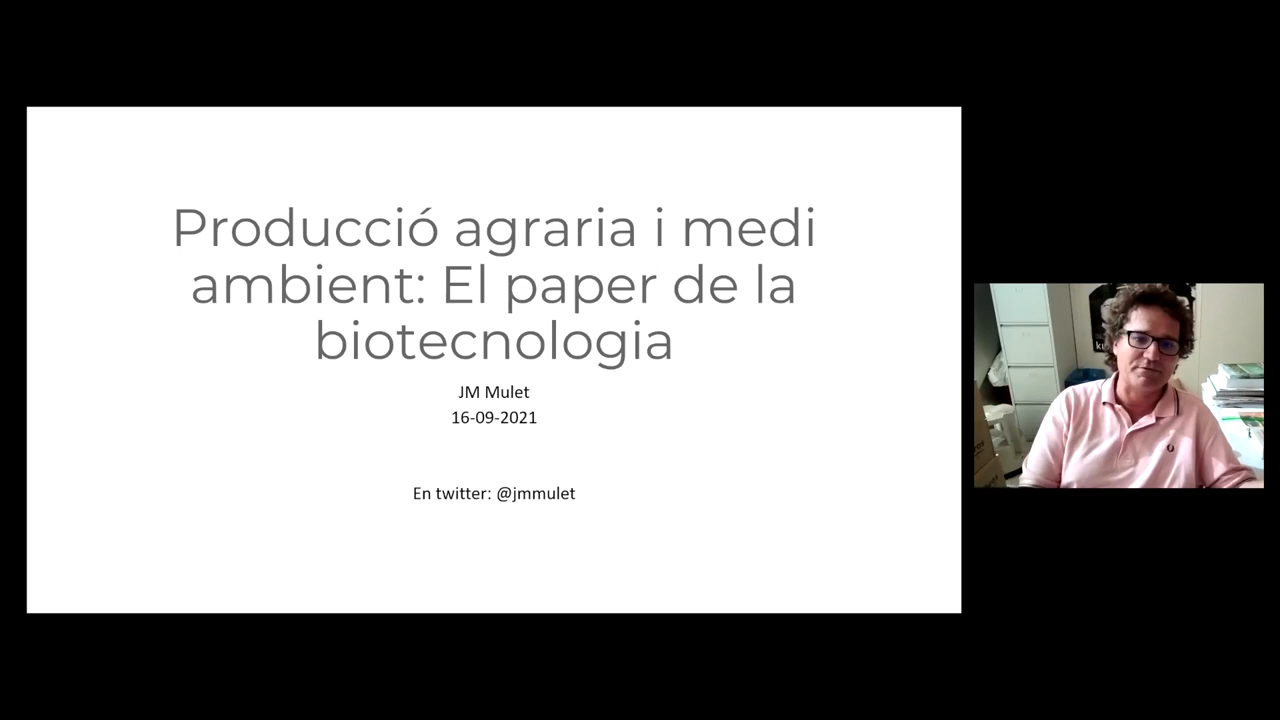 Producció agraria i medi
ambient: El paper de la
biotecnologia
JM Mulet
16-09-2021
En twitter: @jmmulet